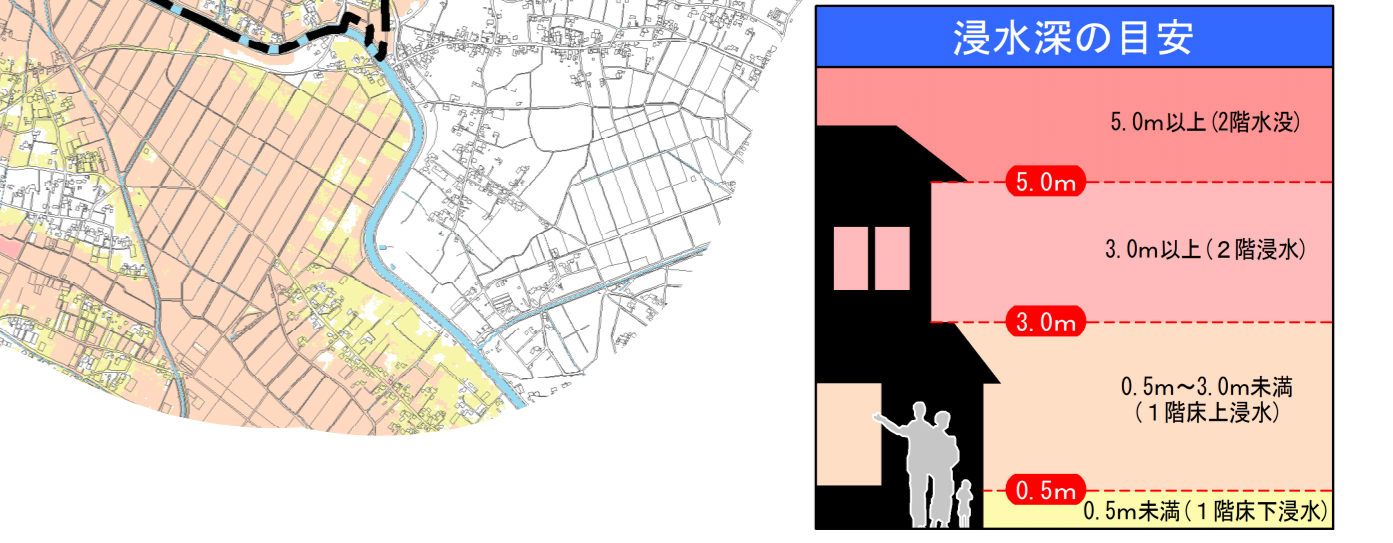 浸水深の目安
5.0m以上(2階水没)
5.0m
3.0m以上(2階浸水)
3.0m
0.5m～3.0m未満
(1階床上浸水)
0.5m
0.5m未満(1階床下浸水)